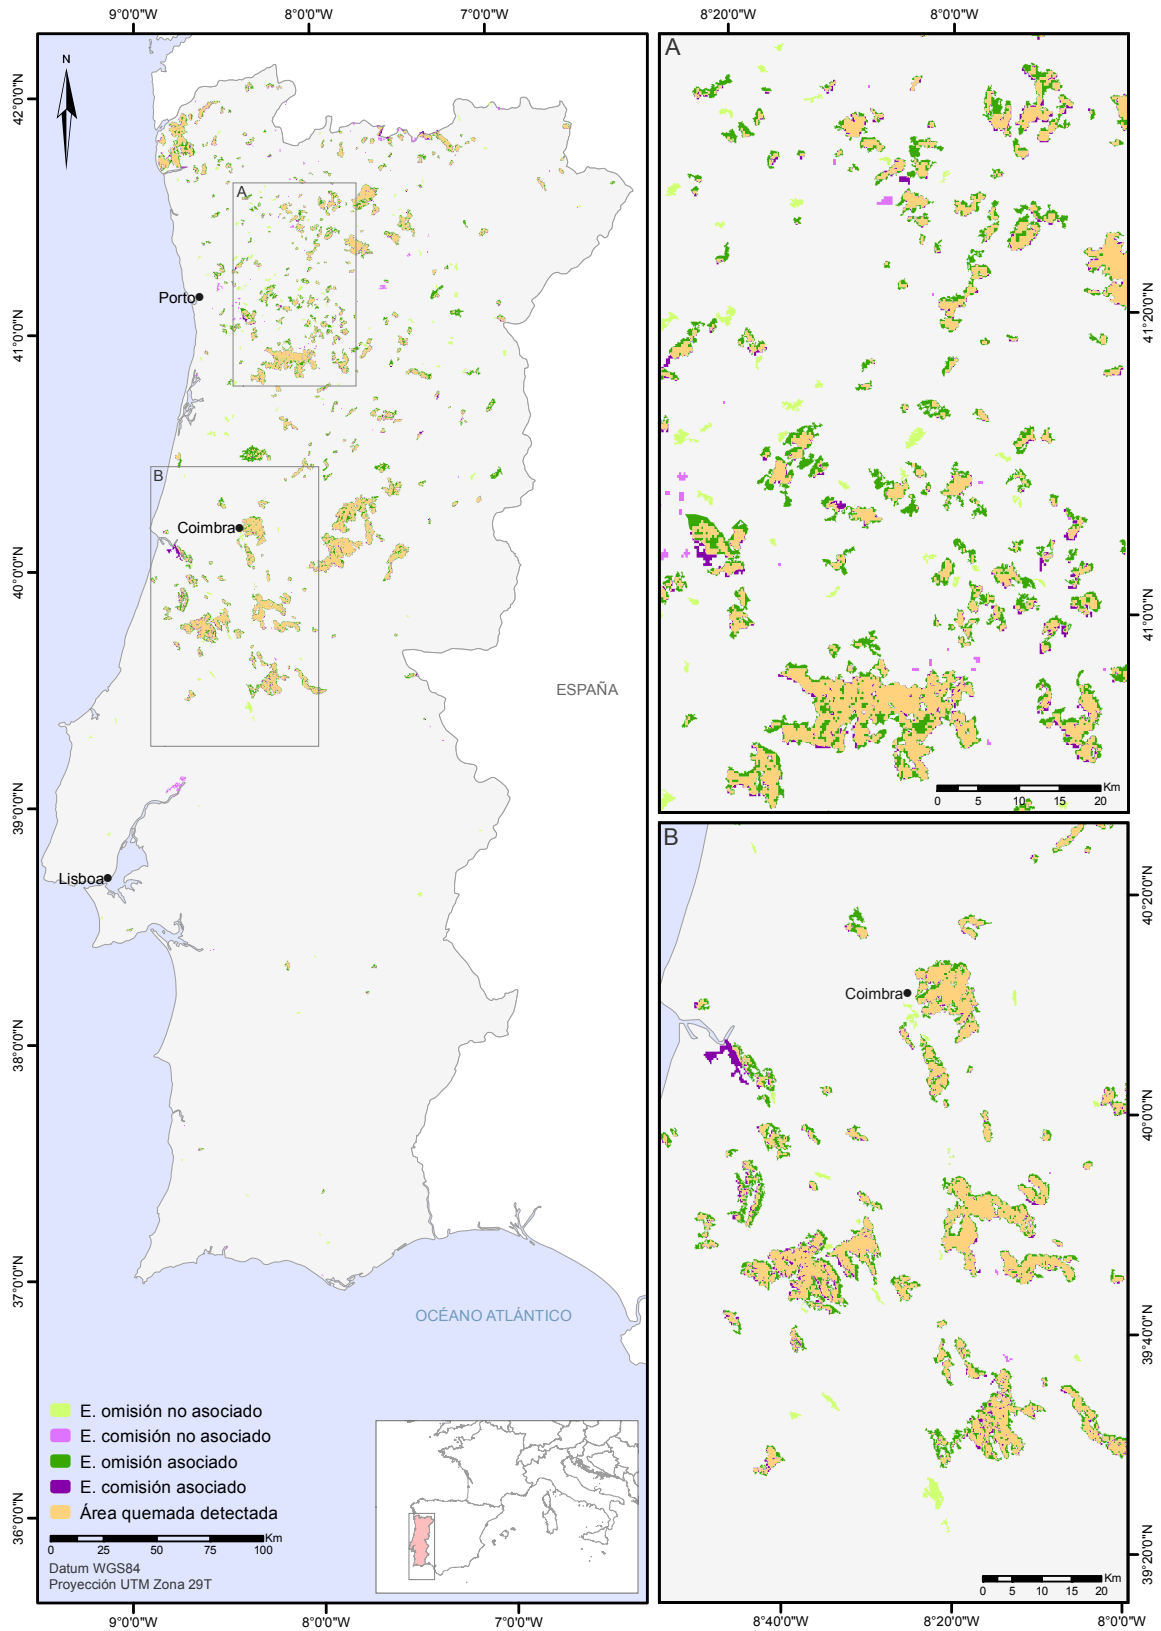 9°0'0"W 8°0'0"W 7°0'0"W
8°20'0"W 8°0'0"W
N
42°0'0"N
41°0'0"N
40°0'0"N
39°0'0"N
38°0'0"N
37°0'0"N
36°0'0"N
A
Porto
B
Coimbra
ESPAÑA
Lisboa
OCÉANO ATLÁNTICO
E. omisión no asociado
E. comisión no asociado
E. omisión asociado
E. comisión asociado
Área quemada detectada
Km
0 25 50 75 100
Datum WGS84
Proyección UTM Zona 29T
9°0'0"W 8°0'0"W 7°0'0"W
A
41°20'0"N
41°0'0"N
Km
0 5 10 15 20
B
Coimbra
40°20'0"N
40°0'0"N
39°40'0"N
39°20'0"N
Km
0 5 10 15 20
8°40'0"W 8°20'0"W 8°0'0"W